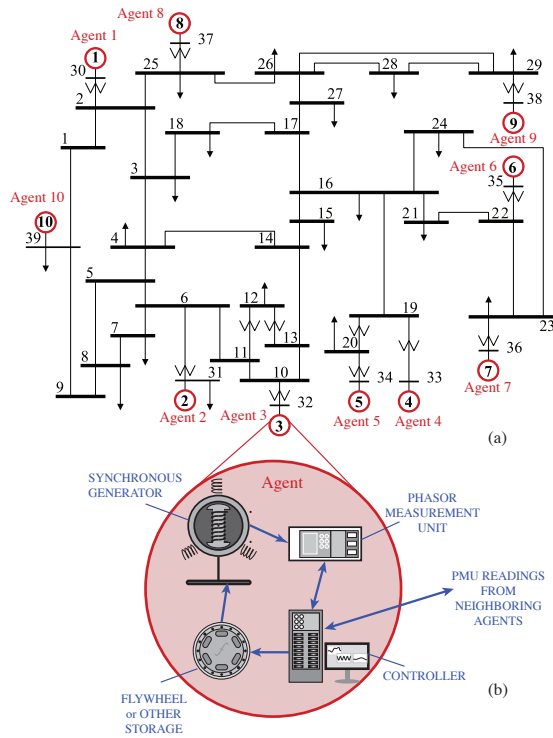 Agent 8
8
37
Agent 1
1
30
25
26
28
29
2
38
27
9
Agent 9
18
17
24
1
Agent 6
6
3
16
35
Agent 10
10
15
21
22
39
4
14
5
6
12
19
23
7
13
20
36
8
11
10
31
34
33
7
9
2
32
5
4
Agent 7
Agent 2
Agent 3
3
Agent 5
Agent 4
(a)
Agent
SYNCHRONOUS
GENERATOR
PHASOR
MEASUREMENT
UNIT
PMU READINGS
FROM
NEIGHBORING
AGENTS
CONTROLLER
FLYWHEEL
or OTHER
STORAGE
(b)